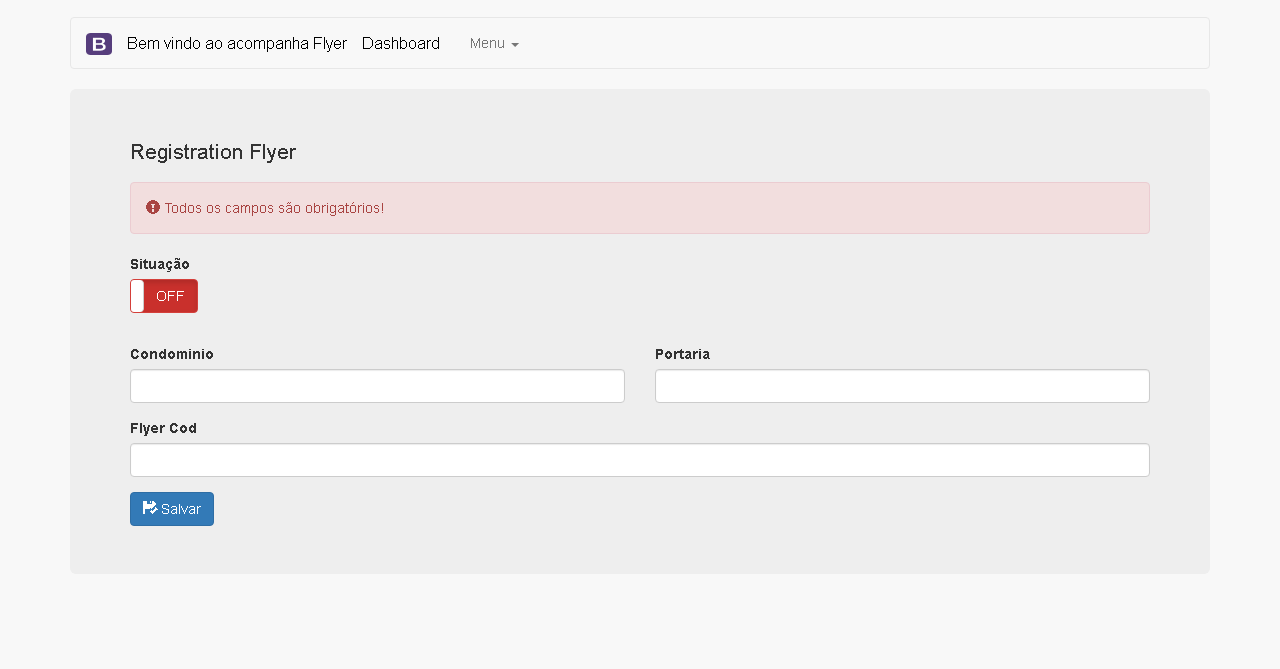 B Bem vindo ao acompanha Flyer Dashboard Menu
Registration Flyer
Todos os campos são obrigatórios!
Situação
OFF
Condominio Portaria
Flyer Cod
Salvar